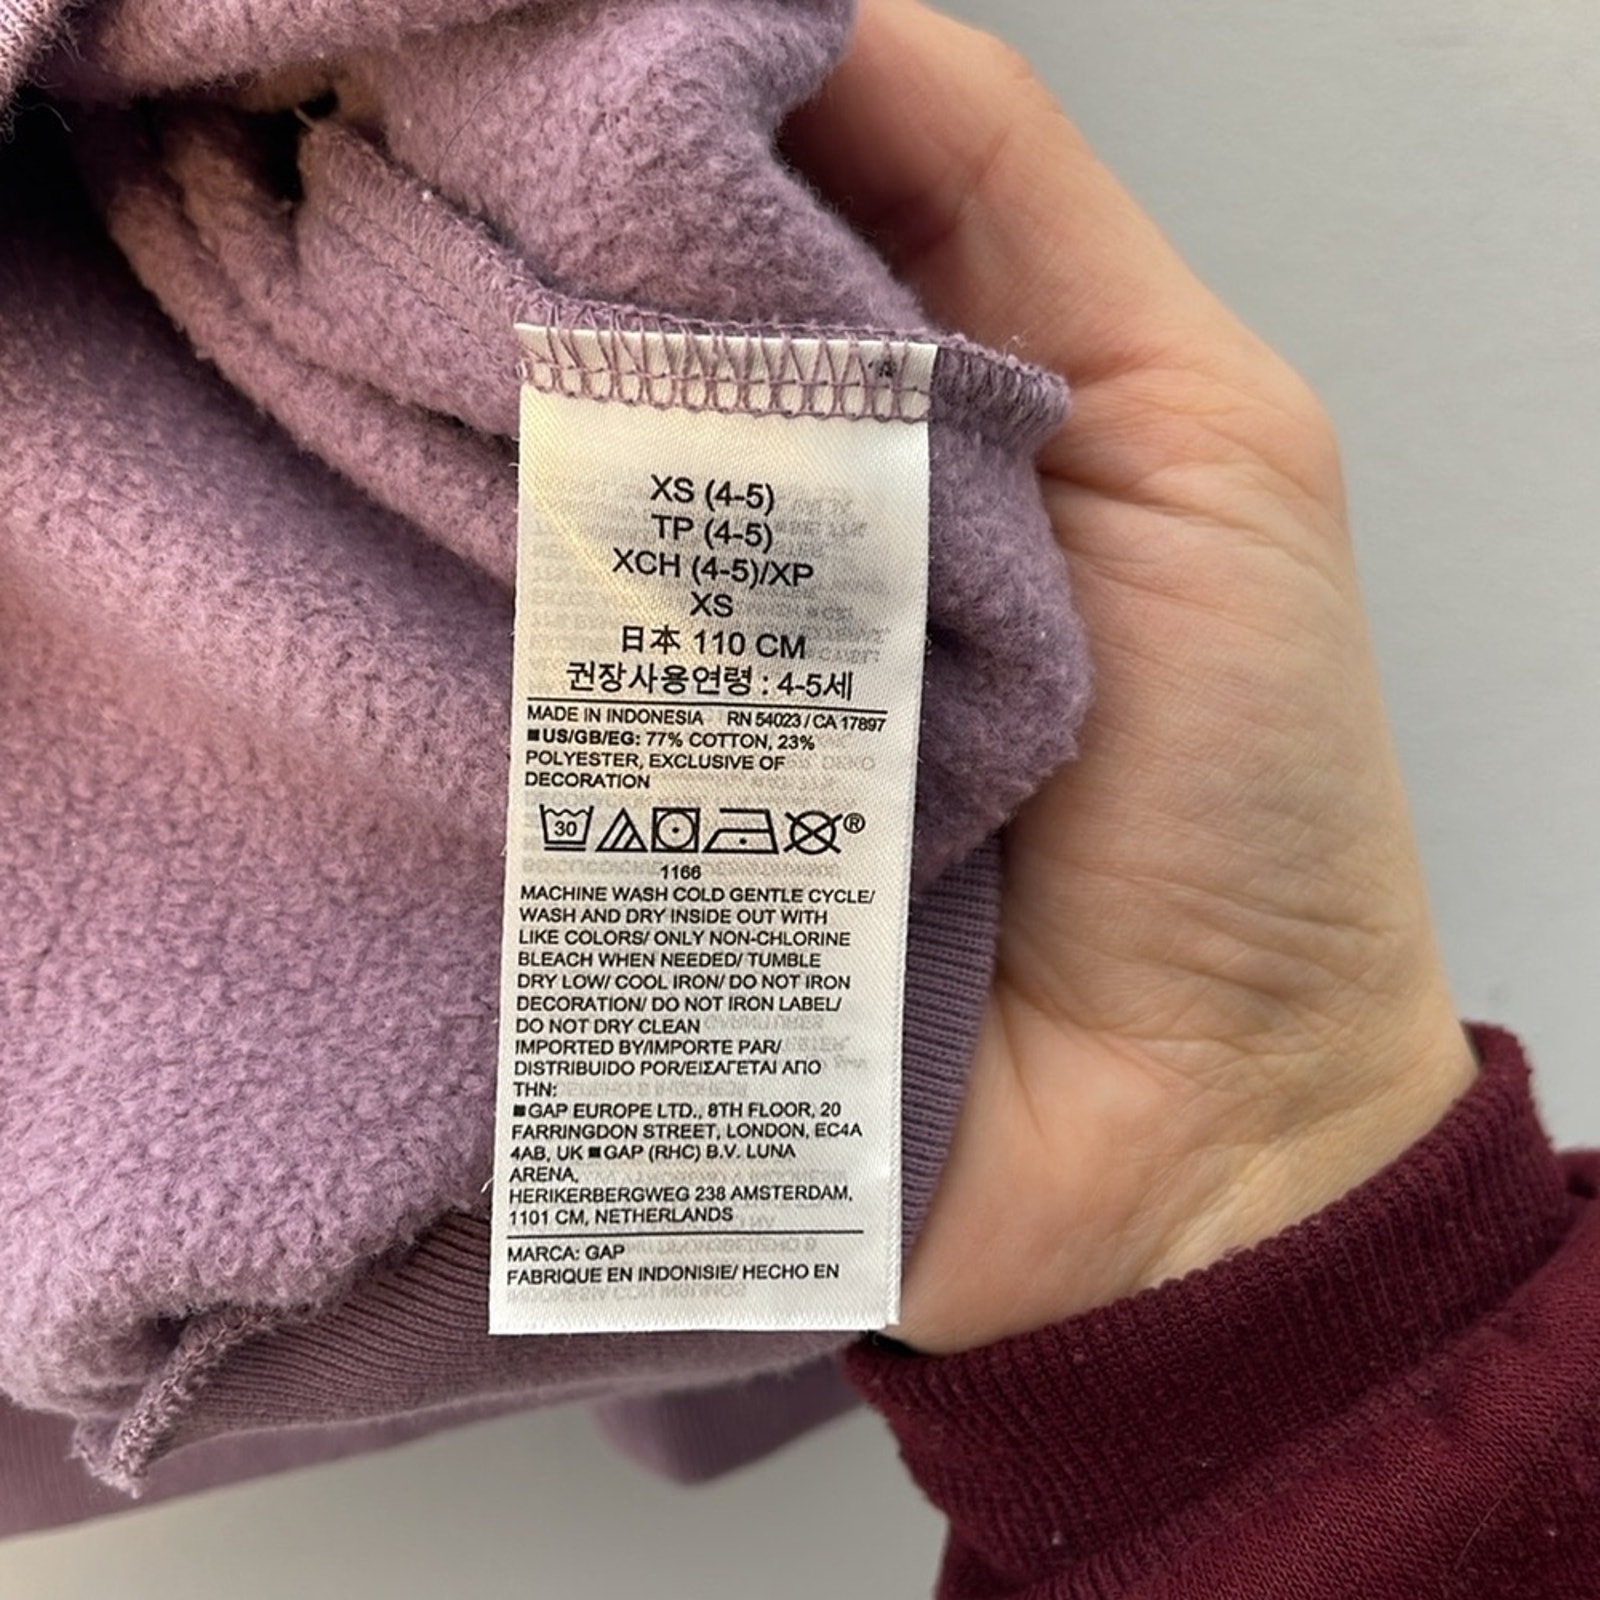 XS (4-5)
TP (4-5)
XCH (4-5)/XP
XS
日本 110 CM
권장사용연령 : 4-5세
MADE IN INDONESIA RN 54023 / CA 17897
■US/GB/EG: 77% COTTON, 23%
POLYESTER, EXCLUSIVE OF
DECORATION
30 ®
1166
MACHINE WASH COLD GENTLE CYCLE/
WASH AND DRY INSIDE OUT WITH
LIKE COLORS/ ONLY NON-CHLORINE
BLEACH WHEN NEEDED/ TUMBLE
DRY LOW/ COOL IRON/ DO NOT IRON
DECORATION/ DO NOT IRON LABEL/
DO NOT DRY CLEAN
IMPORTED BY/IMPORTE PAR/
DISTRIBUIDO POR/ΕΙΣΑΓΕΤΑΙ ΑΠΟ
ΤΗΝ:
■GAP EUROPE LTD., 8TH FLOOR, 20
FARRINGDON STREET, LONDON, EC4A
4AB, UK ■GAP (RHC) B.V. LUNA
ARENA,
HERIKERBERGWEG 238 AMSTERDAM,
1101 CM, NETHERLANDS
MARCA: GAP
FABRIQUE EN INDONISIE/ HECHO EN